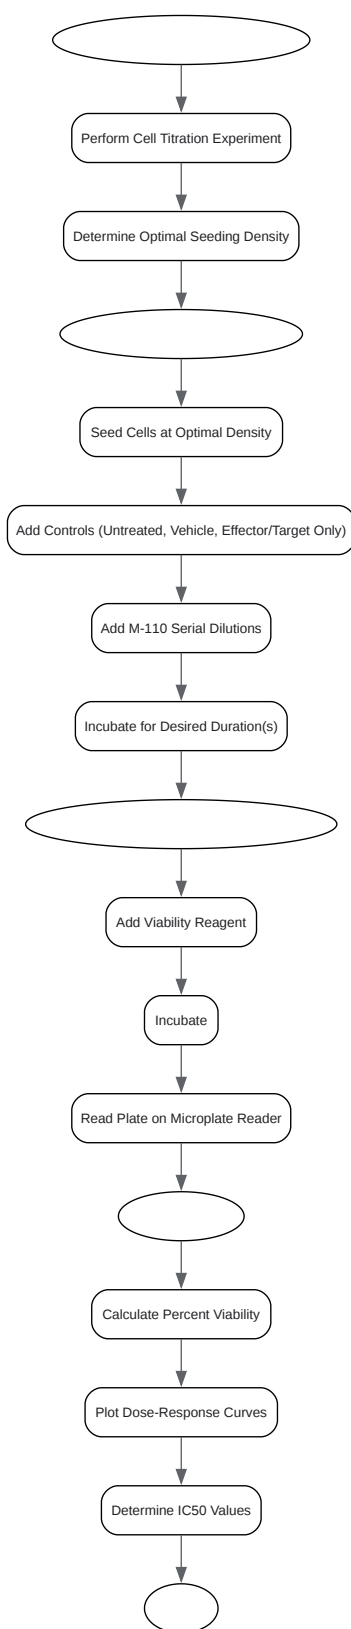 Perform Cell Titration Experiment
Determine Optimal Seeding Density
Seed Cells at Optimal Density
Add Controls (Untreated, Vehicle, Effector/Target Only)
Add M-110 Serial Dilutions
Incubate for Desired Duration(s)
Add Viability Reagent
Incubate
Read Plate on Microplate Reader
Calculate Percent Viability
Plot Dose-Response Curves
Determine IC50 Values